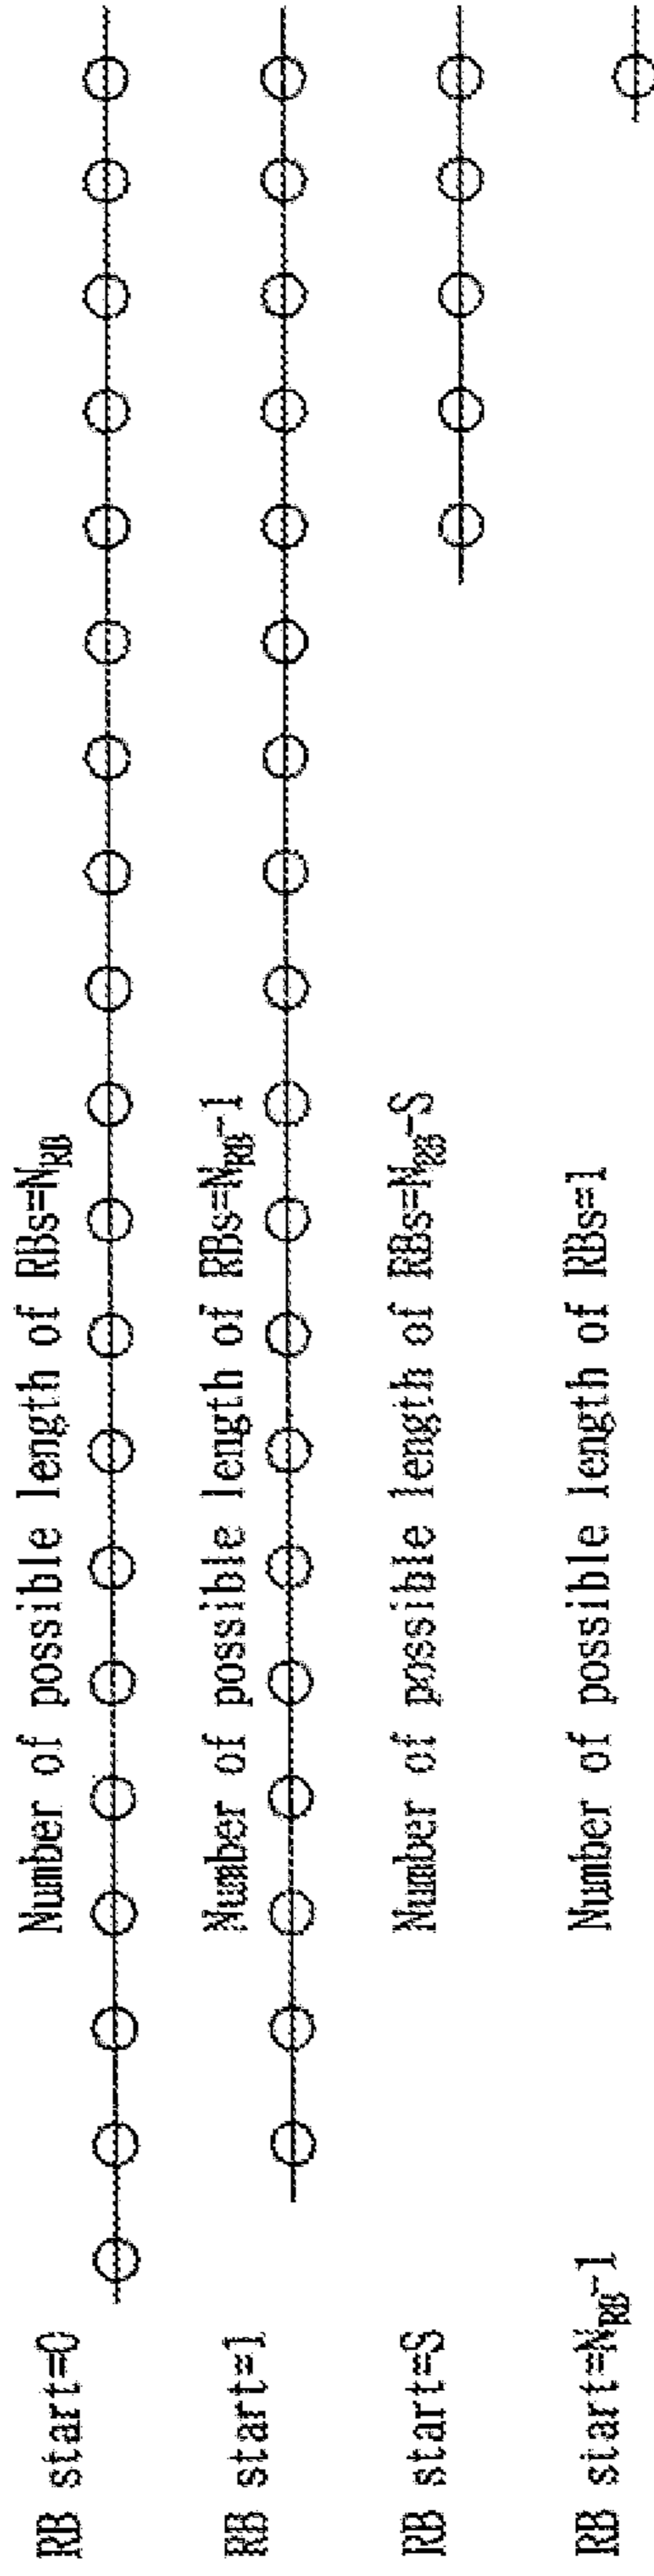 Number of possible length of RBs=N_RB
RB start=0
Number of possible length of RBs=N_RB-1
RB start=1
Number of possible length of RBs=N_RB-S
RB start=S
Number of possible length of RBs=1
RB start=N_RB-1